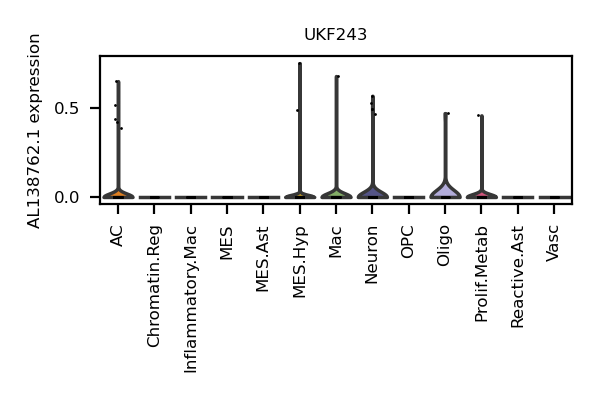 UKF243
AL138762.1 expression
0.5
0.0
AC
Chromatin.Reg
Inflammatory.Mac
MES
MES.Ast
MES.Hyp
Mac
Neuron
OPC
Oligo
Prolif.Metab
Reactive.Ast
Vasc